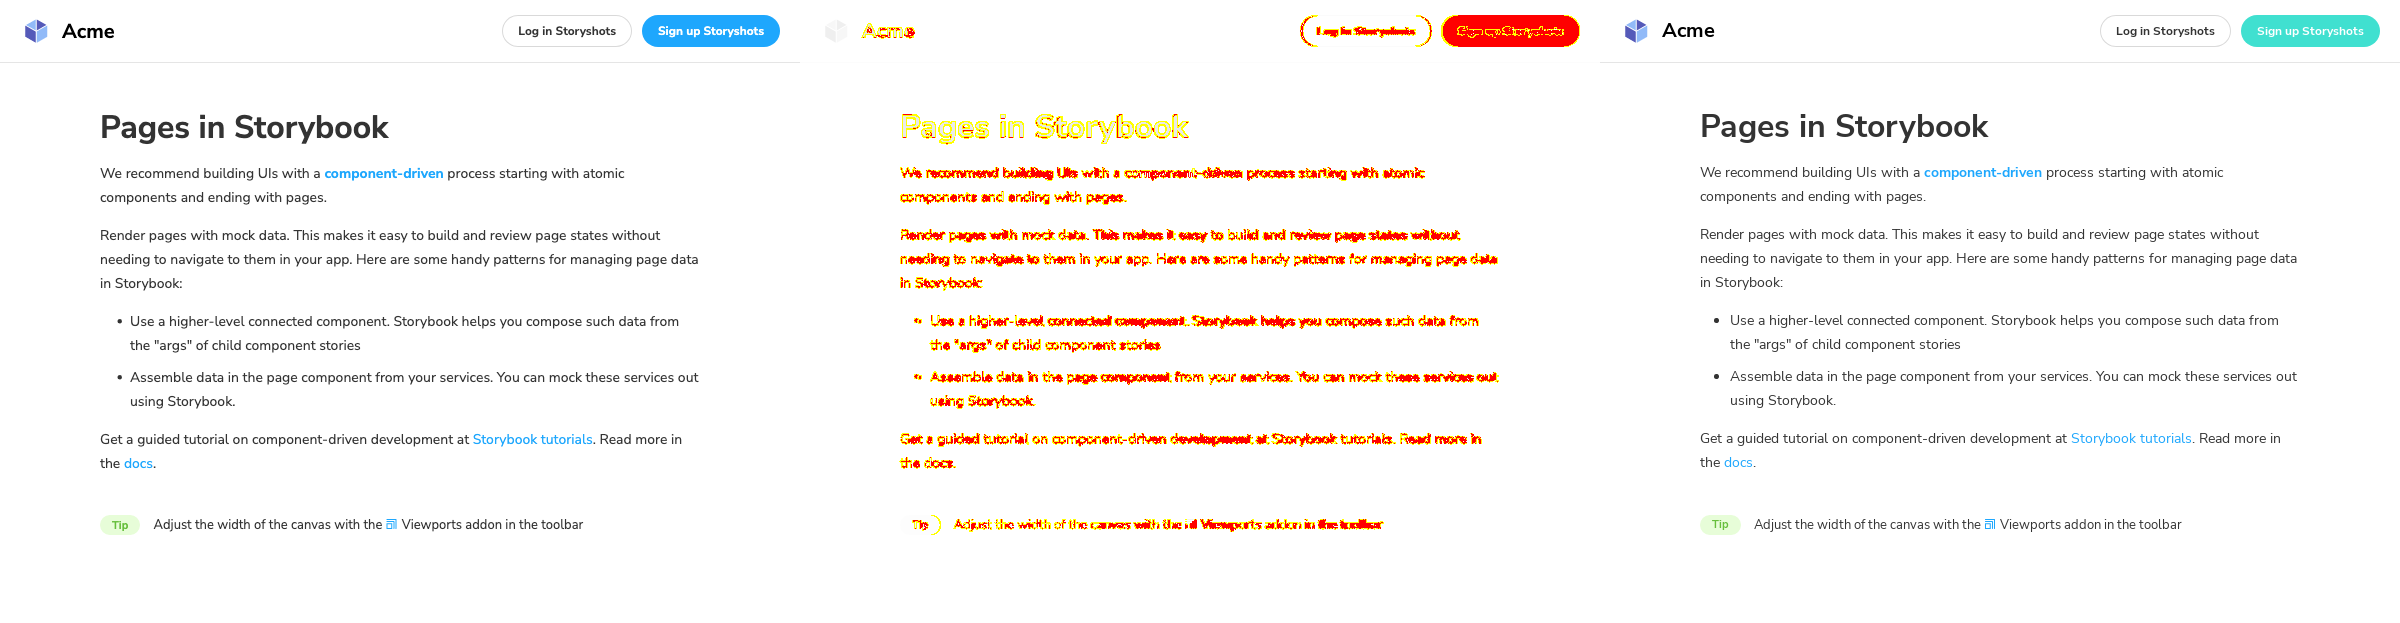 Acme
Log in Storyshots
Sign up Storyshots
Pages in Storybook
We recommend building UIs with a component-driven process starting with atomic
components and ending with pages.
Render pages with mock data. This makes it easy to build and review page states without
needing to navigate to them in your app. Here are some handy patterns for managing page data
in Storybook:
• Use a higher-level connected component. Storybook helps you compose such data from
the "args" of child component stories
• Assemble data in the page component from your services. You can mock these services out
using Storybook.
Get a guided tutorial on component-driven development at Storybook tutorials. Read more in
the docs.
Tip
Adjust the width of the canvas with the Viewports addon in the toolbar
Acme
Log in Storyshots
Sign up Storyshots
Pages in Storybook
We recommend building UIs with a component-driven process starting with atomic
components and ending with pages.
Render pages with mock data. This makes it easy to build and review page states without
needing to navigate to them in your app. Here are some handy patterns for managing page data
in Storybook:
Use a higher-level connected component. Storybook helps you compose such data from
the "args" of child component stories
Assemble data in the page component from your services. You can mock these services out
using Storybook.
Get a guided tutorial on component-driven development at Storybook tutorials. Read more in
the docs.
Tip
Adjust the width of the canvas with the Viewports addon in the toolbar
Acme
Log in Storyshots
Sign up Storyshots
Pages in Storybook
We recommend building UIs with a component-driven process starting with atomic
components and ending with pages.
Render pages with mock data. This makes it easy to build and review page states without
needing to navigate to them in your app. Here are some handy patterns for managing page data
in Storybook:
• Use a higher-level connected component. Storybook helps you compose such data from
the "args" of child component stories
• Assemble data in the page component from your services. You can mock these services out
using Storybook.
Get a guided tutorial on component-driven development at Storybook tutorials. Read more in
the docs.
Tip
Adjust the width of the canvas with the Viewports addon in the toolbar